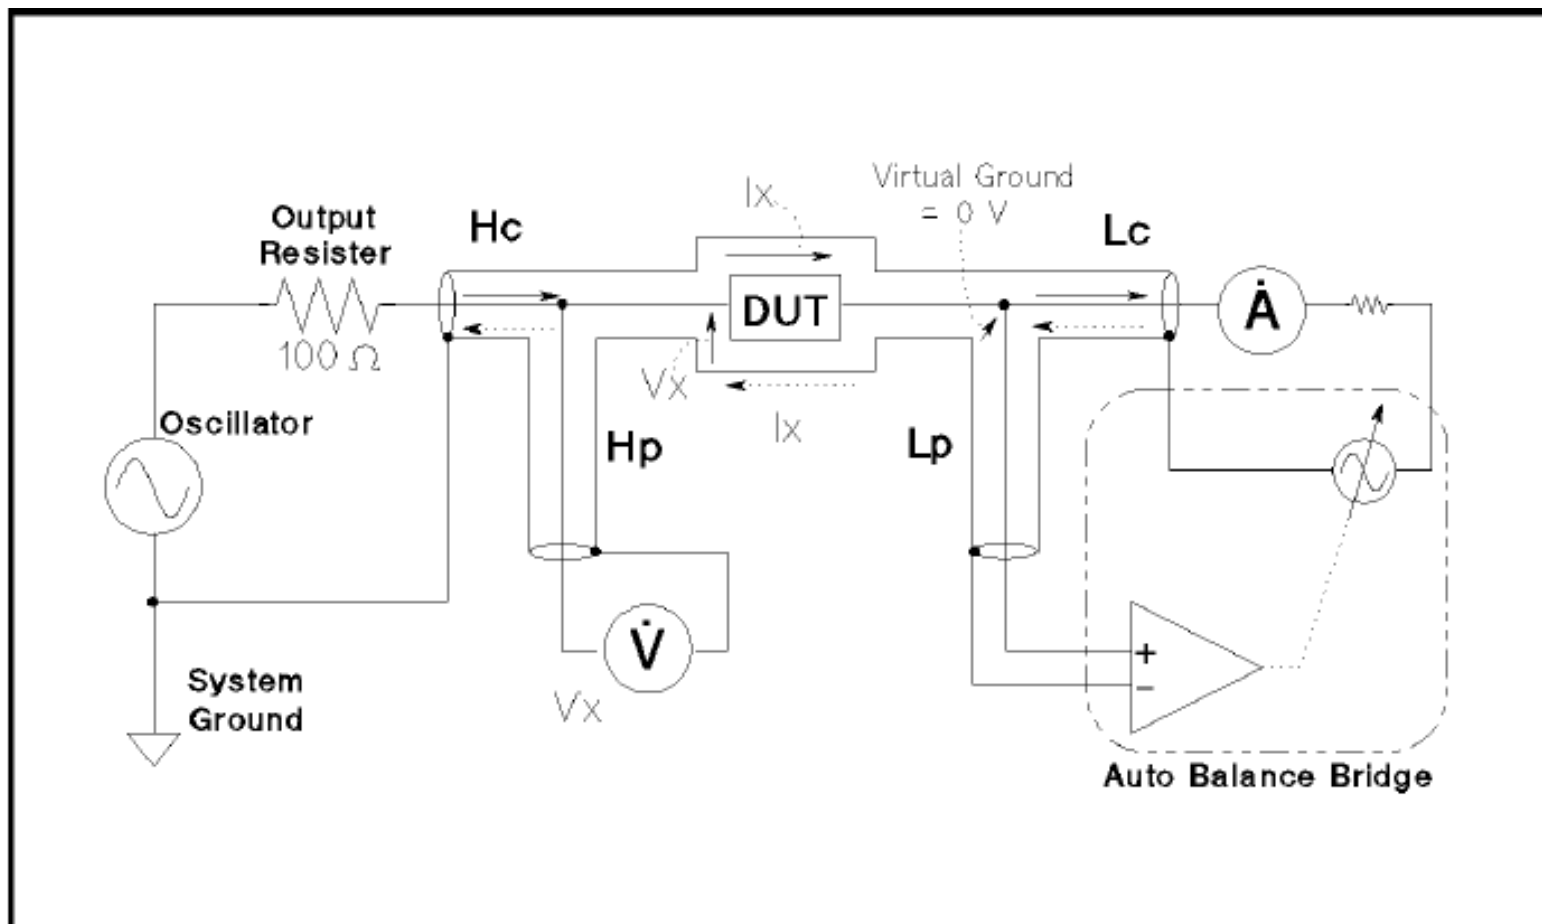 Ix
Virtual Ground
= 0 V
Output
Resister
Hc
Lc
DUT
A
100 Ω
Vx
Oscillator
Ix
Hp
Lp
V
+
−
System
Ground
Vx
Auto Balance Bridge